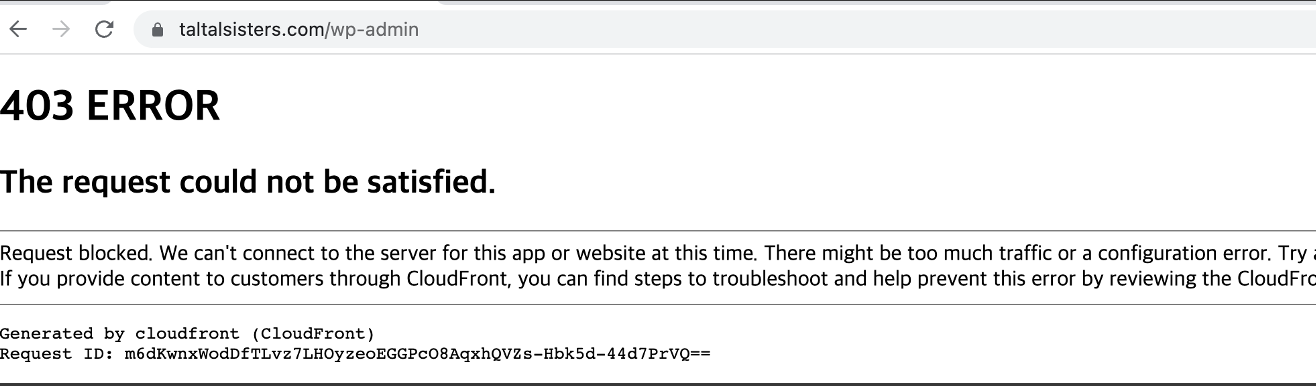 taltalsisters.com/wp-admin
403 ERROR
The request could not be satisfied.
Request blocked. We can't connect to the server for this app or website at this time. There might be too much traffic or a configuration error. Try
If you provide content to customers through CloudFront, you can find steps to troubleshoot and help prevent this error by reviewing the
Generated by cloudfront (CloudFront)
Request ID: m6dKwnxWodDfTLvz7LHOyzeoEGGPcO8AqxhQVZs-Hbk5d-44d7PrVQ==